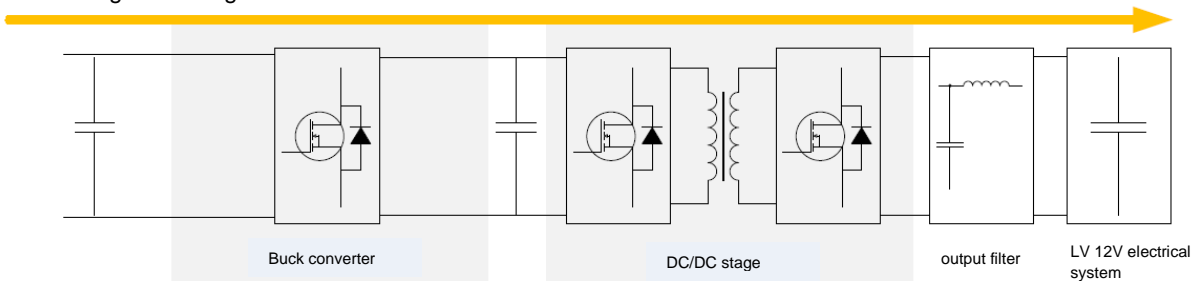 Buck converter
DC/DC stage
output filter
LV 12V electrical
system